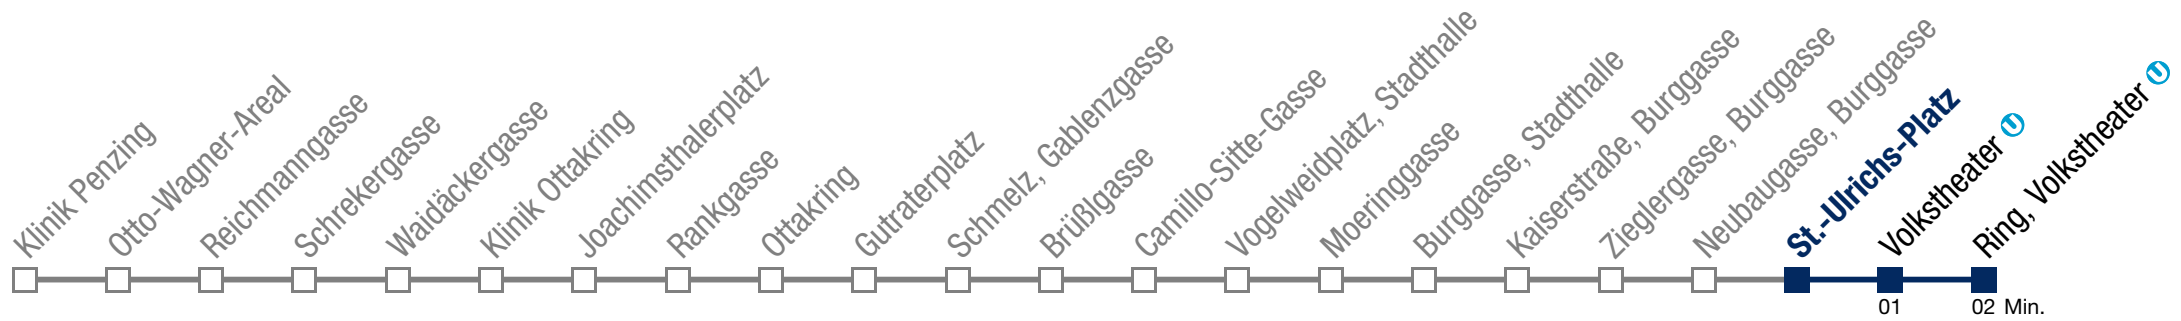 Klinik Penzing
Otto-Wagner-Areal
Reichmanngasse
Schrekergasse
Waidäckergasse
Klinik Ottakring
Joachimsthalerplatz
Rankgasse
Ottakring
Gutraterplatz
Schmelz, Gablenzgasse
Brüßlgasse
Camillo-Sitte-Gasse
Vogelweidplatz, Stadthalle
Moeringgasse
Burggasse, Stadthalle
Kaiserstraße, Burggasse
Zieglergasse, Burggasse
Neubaugasse, Burggasse
St.-Ulrichs-Platz
Volkstheater U
Ring, Volkstheater U
01
02 Min.